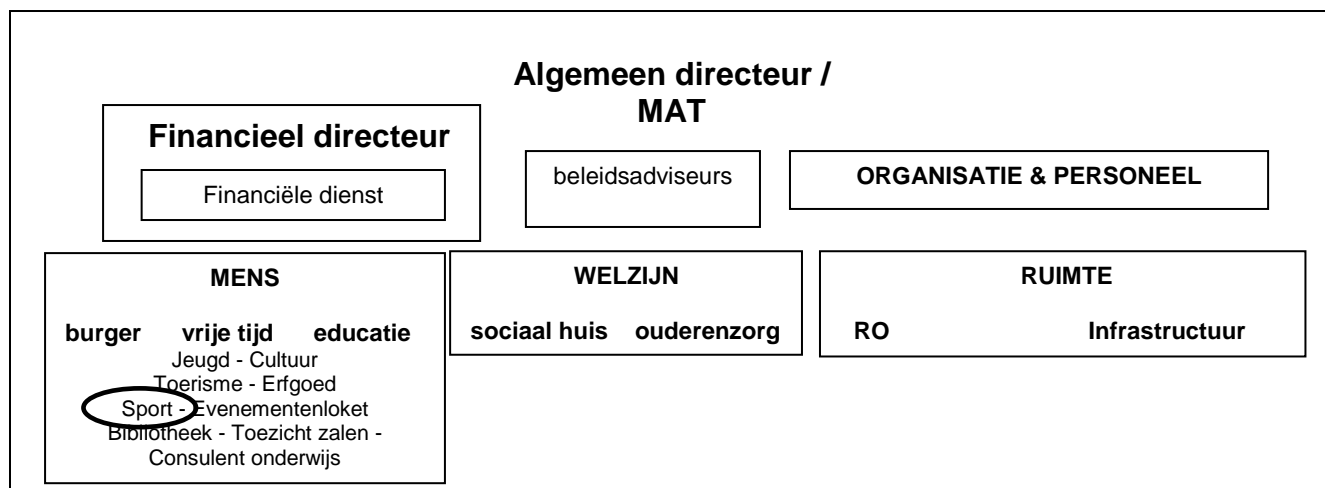 Algemeen directeur /
MAT
Financieel directeur
Financiële dienst
beleidsadviseurs
ORGANISATIE & PERSONEEL
MENS
burger vrije tijd educatie
Jeugd - Cultuur
Toerisme - Erfgoed
Sport - Evenementenloket
Bibliotheek - Toezicht zalen -
Consulent onderwijs
WELZIJN
sociaal huis ouderenzorg
RUIMTE
RO Infrastructuur